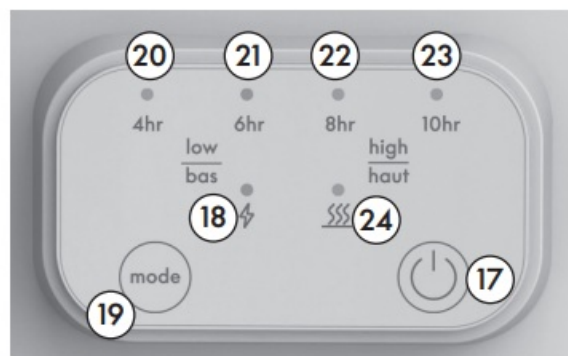 20 21 22 23
4hr 6hr 8hr 10hr
low high
bas haut
18 24
mode 17
19